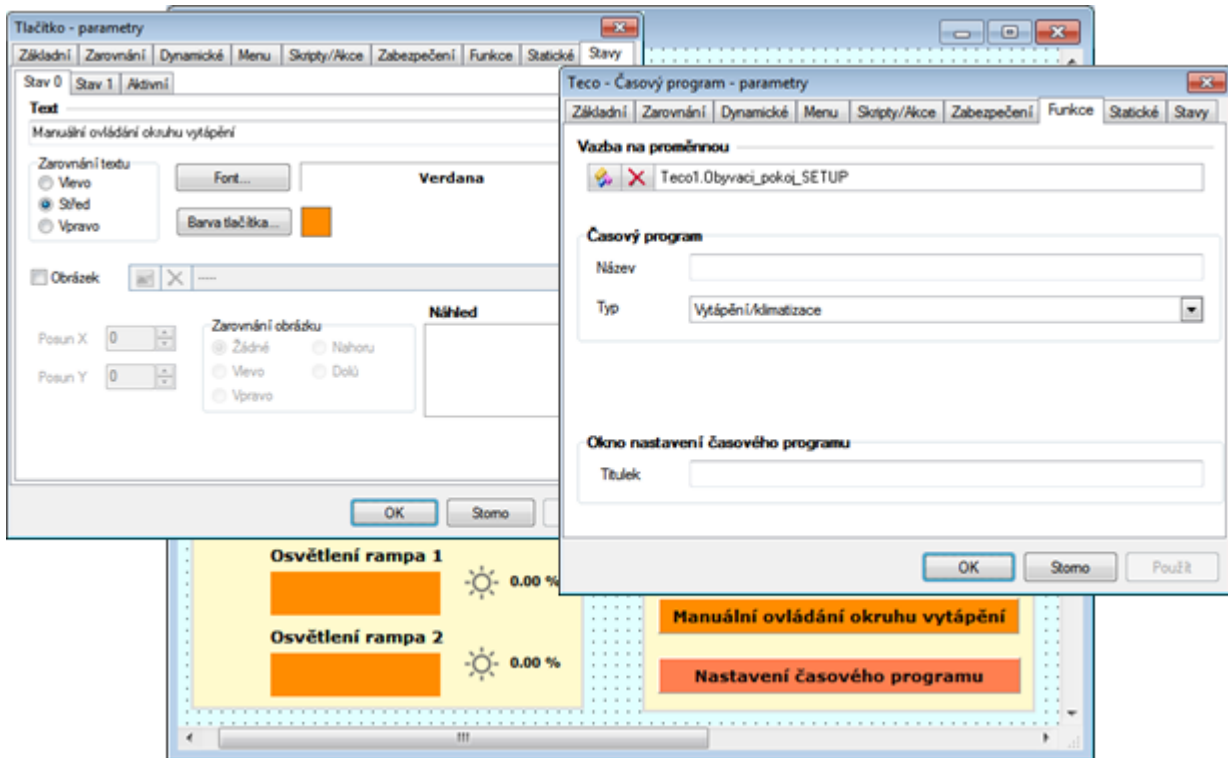 Tlačítko - parametry
Základní Zarovnání Dynamické Menu Skripty/Akce Zabezpečení Funkce Statické Stavy
Stav 0 Stav 1 Aktivní
Text
Manuální ovládání okruhu vytápění
Zarovnání textu
Vlevo
Střed
Vpravo
Font...
Verdana
Barva tlačítka...
Obrázek
-----
Posun X 0
Posun Y 0
Zarovnání obrázku
Žádné Nahoru
Vlevo Dolů
Vpravo
Náhled
OK Storno
Teco - Časový program - parametry
Základní Zarovnání Dynamické Menu Skripty/Akce Zabezpečení Funkce Statické Stavy
Vazba na proměnnou
Teco1.Obyvaci_pokoj_SETUP
Časový program
Název
Typ Vytápění/klimatizace
Okno nastavení časového programu
Titulek
OK Storno Použít
Osvětlení rampa 1
0.00 %
Osvětlení rampa 2
0.00 %
Manuální ovládání okruhu vytápění
Nastavení časového programu